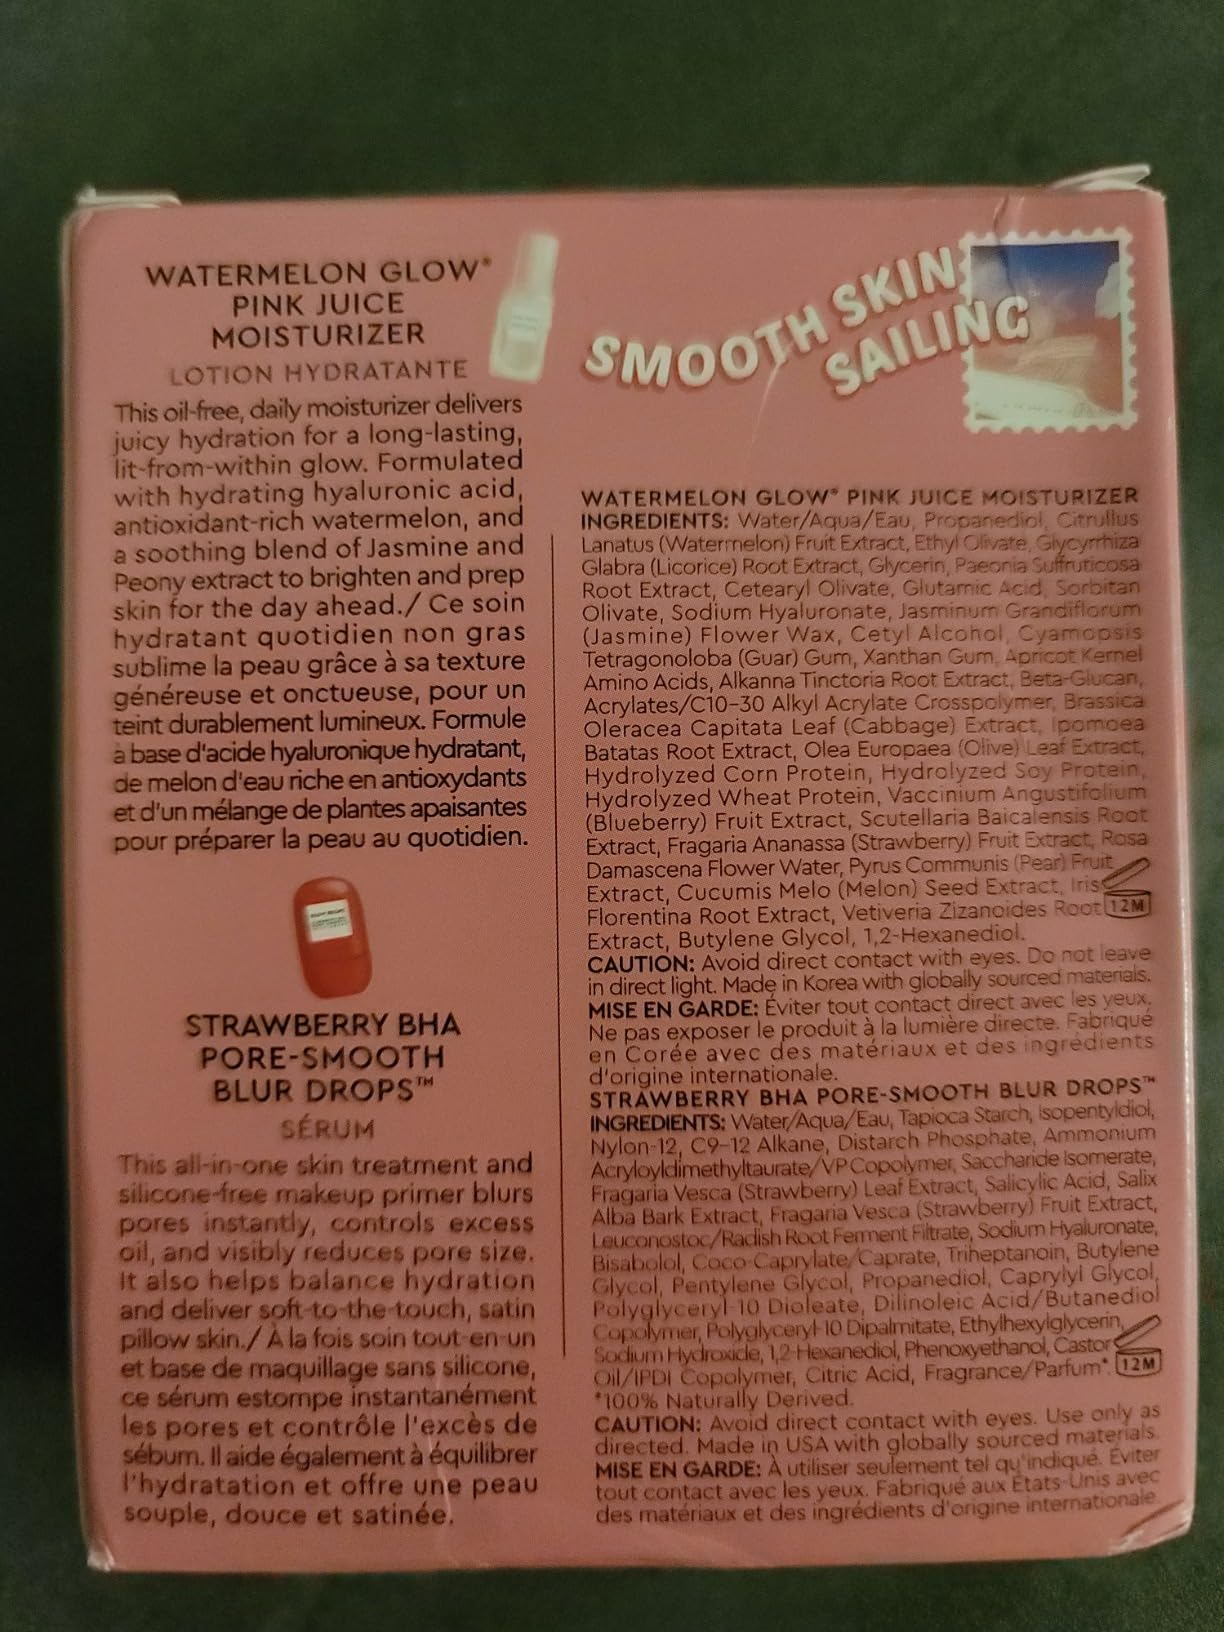 WATERMELON GLOW®
PINK JUICE
MOISTURIZER
LOTION HYDRATANTE
This oil-free, daily moisturizer delivers
juicy hydration for a long-lasting,
lit-from-within glow. Formulated
with hydrating hyaluronic acid,
antioxidant-rich watermelon, and
a soothing blend of Jasmine and
Peony extract to brighten and prep
skin for the day ahead./ Ce soin
hydratant quotidien non gras
sublime la peau grâce à sa texture
généreuse et onctueuse, pour un
teint durablement lumineux. Formule
à base d'acide hyaluronique hydratant,
de melon d'eau riche en antioxydants
et d'un mélange de plantes apaisantes
pour préparer la peau au quotidien.
STRAWBERRY BHA
PORE-SMOOTH
BLUR DROPS™
SÉRUM
This all-in-one skin treatment and
silicone-free makeup primer blurs
pores instantly, controls excess
oil, and visibly reduces pore size.
It also helps balance hydration
and deliver soft-to-the-touch, satin
pillow skin./ À la fois soin tout-en-un
et base de maquillage sans silicone,
ce sérum estompe instantanément
les pores et contrôle l'excès de
sébum. Il aide également à équilibrer
l'hydratation et offre une peau
souple, douce et satinée.
SMOOTH SKIN
SAILING
WATERMELON GLOW® PINK JUICE MOISTURIZER
INGREDIENTS: Water/Aqua/Eau, Propanediol, Citrullus
Lanatus (Watermelon) Fruit Extract, Ethyl Olivate, Glycyrrhiza
Glabra (Licorice) Root Extract, Glycerin, Paeonia Suffruticosa
Root Extract, Cetearyl Olivate, Glutamic Acid, Sorbitan
Olivate, Sodium Hyaluronate, Jasminum Grandiflorum
(Jasmine) Flower Wax, Cetyl Alcohol, Cyamopsis
Tetragonoloba (Guar) Gum, Xanthan Gum, Apricot Kernel
Amino Acids, Alkanna Tinctoria Root Extract, Beta-Glucan,
Acrylates/C10-30 Alkyl Acrylate Crosspolymer, Brassica
Oleracea Capitata Leaf (Cabbage) Extract, Ipomoea
Batatas Root Extract, Olea Europaea (Olive) Leaf Extract,
Hydrolyzed Corn Protein, Hydrolyzed Soy Protein,
Hydrolyzed Wheat Protein, Vaccinium Angustifolium
(Blueberry) Fruit Extract, Scutellaria Baicalensis Root
Extract, Fragaria Ananassa (Strawberry) Fruit Extract, Rosa
Damascena Flower Water, Pyrus Communis (Pear) Fruit
Extract, Cucumis Melo (Melon) Seed Extract, Iris
Florentina Root Extract, Vetiveria Zizanoides Root
Extract, Butylene Glycol, 1,2-Hexanediol.
12M
CAUTION: Avoid direct contact with eyes. Do not leave
in direct light. Made in Korea with globally sourced materials.
MISE EN GARDE: Éviter tout contact direct avec les yeux.
Ne pas exposer le produit à la lumière directe. Fabriqué
en Corée avec des matériaux et des ingrédients
d'origine internationale.
STRAWBERRY BHA PORE-SMOOTH BLUR DROPS™
INGREDIENTS: Water/Aqua/Eau, Tapioca Starch, Isopentyldiol,
Nylon-12, C9-12 Alkane, Distarch Phosphate, Ammonium
Acryloyldimethyltaurate/VP Copolymer, Saccharide Isomerate,
Fragaria Vesca (Strawberry) Leaf Extract, Salicylic Acid, Salix
Alba Bark Extract, Fragaria Vesca (Strawberry) Fruit Extract,
Leuconostoc/Radish Root Ferment Filtrate, Sodium Hyaluronate,
Bisabolol, Coco-Caprylate/Caprate, Triheptanoin, Butylene
Glycol, Pentylene Glycol, Propanediol, Caprylyl Glycol,
Polyglyceryl-10 Dioleate, Dilinoleic Acid/Butanediol
Copolymer, Polyglyceryl-10 Dipalmitate, Ethylhexylglycerin,
Sodium Hydroxide, 1,2-Hexanediol, Phenoxyethanol, Castor
Oil/IPDI Copolymer, Citric Acid, Fragrance/Parfum*.
12M
*100% Naturally Derived.
CAUTION: Avoid direct contact with eyes. Use only as
directed. Made in USA with globally sourced materials.
MISE EN GARDE: À utiliser seulement tel qu'indiqué. Éviter
tout contact avec les yeux. Fabriqué aux États-Unis avec
des matériaux et des ingrédients d'origine internationale.